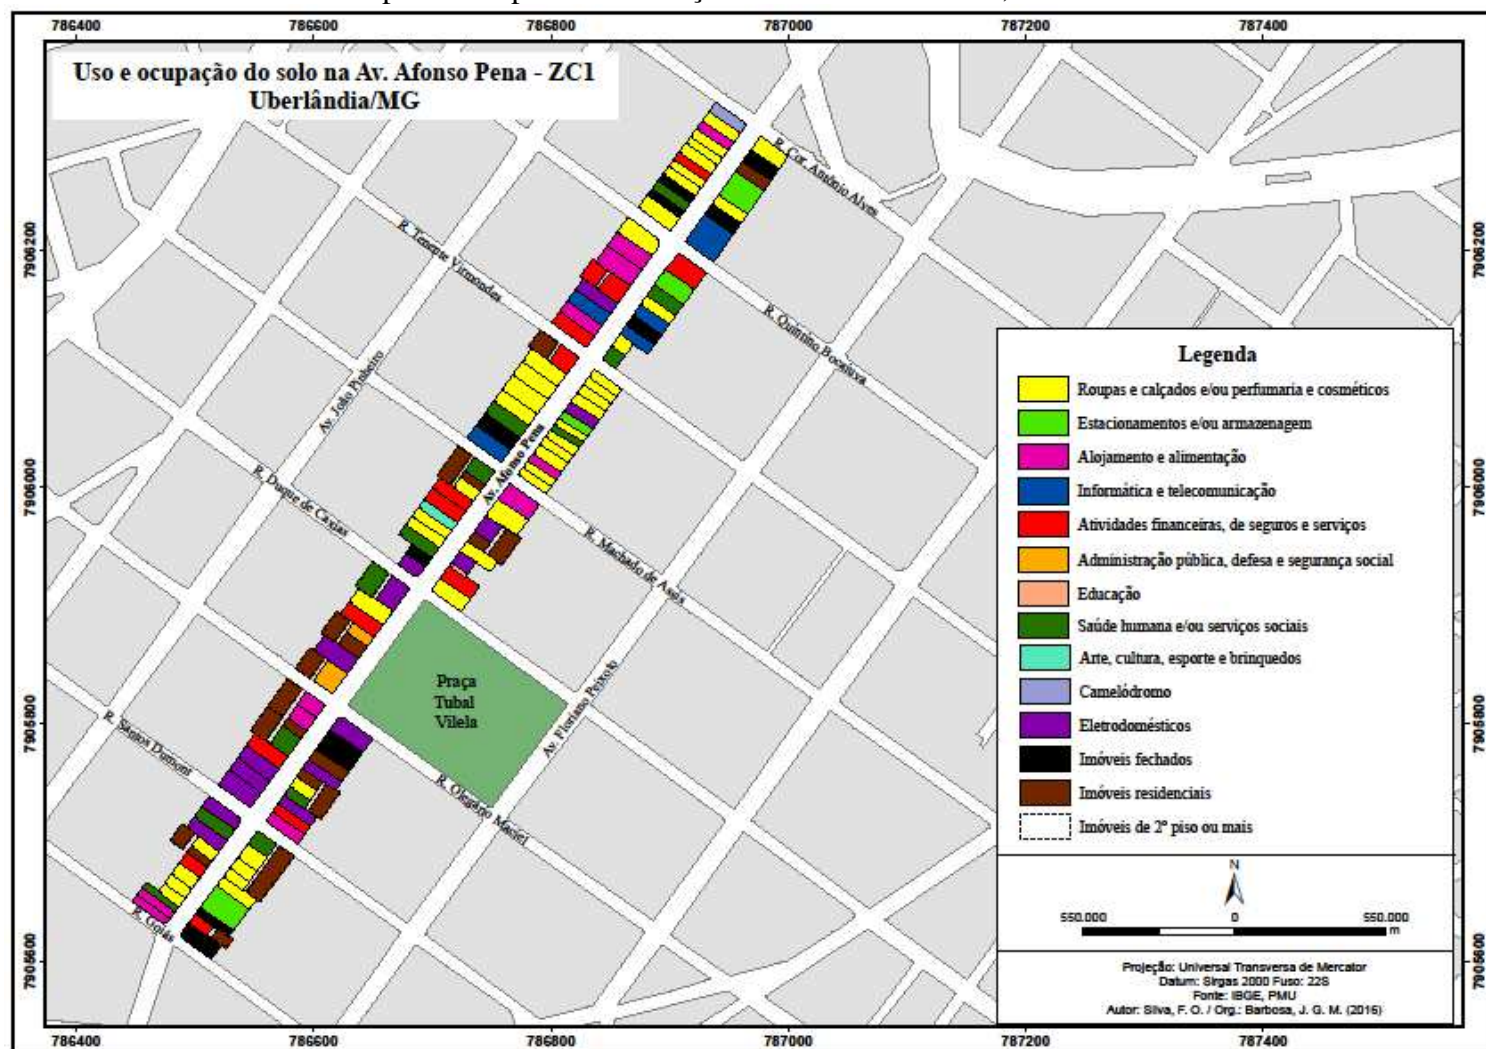 786400 786600 786800 787000 787200 787400
Uso e ocupação do solo na Av. Afonso Pena - ZC1
Uberlândia/MG
R. Cor. Antônio Alves
7906200 7906200
R. Tenente Virmondes
R. Quintino Bocaiuva
Av. João Pinheiro
Av. Afonso Pena
7906000 7906000
R. Duque de Caxias
R. Machado de Assis
Praça
Tubal
Vilela
Av. Floriano Peixoto
7905800 7905800
R. Santos Dumont
R. Olegário Maciel
R. Goiás
7905600 7905600
Legenda
Roupas e calçados e/ou perfumaria e cosméticos
Estacionamentos e/ou armazenagem
Alojamento e alimentação
Informática e telecomunicação
Atividades financeiras, de seguros e serviços
Administração pública, defesa e segurança social
Educação
Saúde humana e/ou serviços sociais
Arte, cultura, esporte e brinquedos
Camelódromo
Eletrodomésticos
Imóveis fechados
Imóveis residenciais
Imóveis de 2º piso ou mais
N
550.000 0 550.000
m
Projeção: Universal Transversa de Mercator
Datum: Sirgas 2000 Fuso: 22S
Fonte: IBGE, PMU
Autor: Silva, F. O. / Org.: Barbosa, J. G. M. (2016)
786400 786600 786800 787000 787200 787400